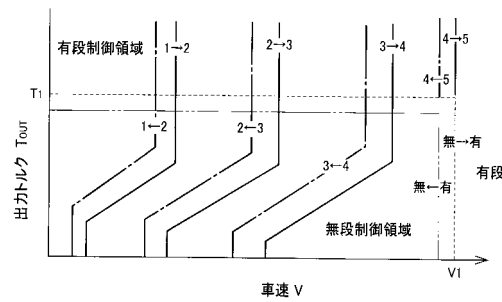 有段制御領域
1→2
2→3
3→4
4→5
4←5
T1
1←2
2←3
3←4
無→有
有段
無←有
無段制御領域
出力トルク TOUT
V1
車速 V